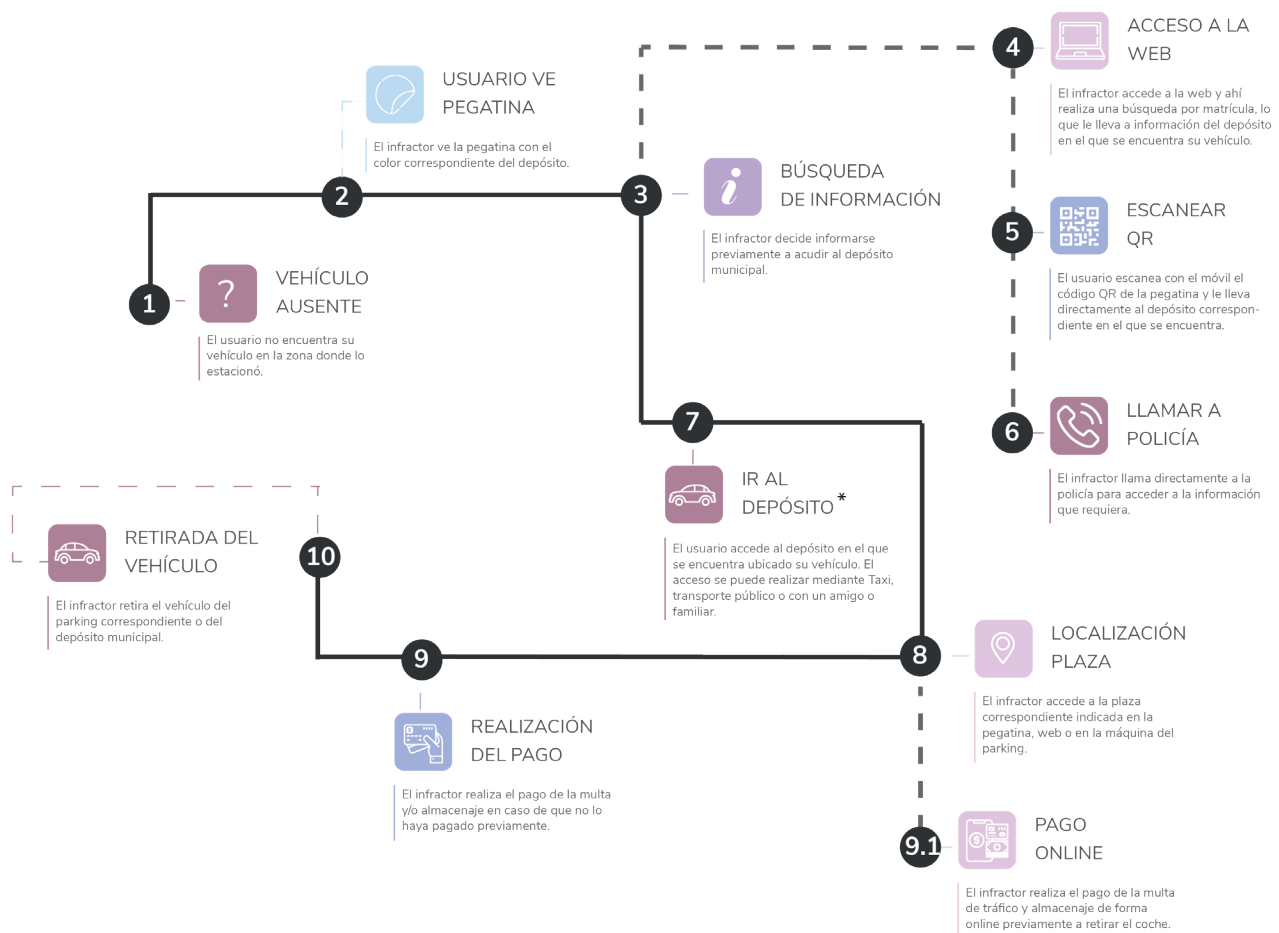 1
VEHÍCULO
AUSENTE
El usuario no encuentra su
vehículo en la zona donde lo
estacionó.
2
USUARIO VE
PEGATINA
El infractor ve la pegatina con el
color correspondiente del depósito.
3
BÚSQUEDA
DE INFORMACIÓN
El infractor decide informarse
previamente a acudir al depósito
municipal.
4
ACCESO A LA
WEB
El infractor accede a la web y ahí
realiza una búsqueda por matrícula, lo
que le lleva a información del depósito
en el que se encuentra su vehículo.
5
ESCANEAR
QR
El usuario escanea con el móvil el
código QR de la pegatina y le lleva
directamente al depósito correspon-
diente en el que se encuentra.
6
LLAMAR A
POLICÍA
El infractor llama directamente a la
policía para acceder a la información
que requiera.
7
IR AL
DEPÓSITO*
El usuario accede al depósito en el que
se encuentra ubicado su vehículo. El
acceso se puede realizar mediante Taxi,
transporte público o con un amigo o
familiar.
8
LOCALIZACIÓN
PLAZA
El infractor accede a la plaza
correspondiente indicada en la
pegatina, web o en la máquina del
parking.
9
REALIZACIÓN
DEL PAGO
El infractor realiza el pago de la multa
y/o almacenaje en caso de que no lo
haya pagado previamente.
9.1
PAGO
ONLINE
El infractor realiza el pago de la multa
de tráfico y almacenaje de forma
online previamente a retirar el coche.
10
RETIRADA DEL
VEHÍCULO
El infractor retira el vehículo del
parking correspondiente o del
depósito municipal.